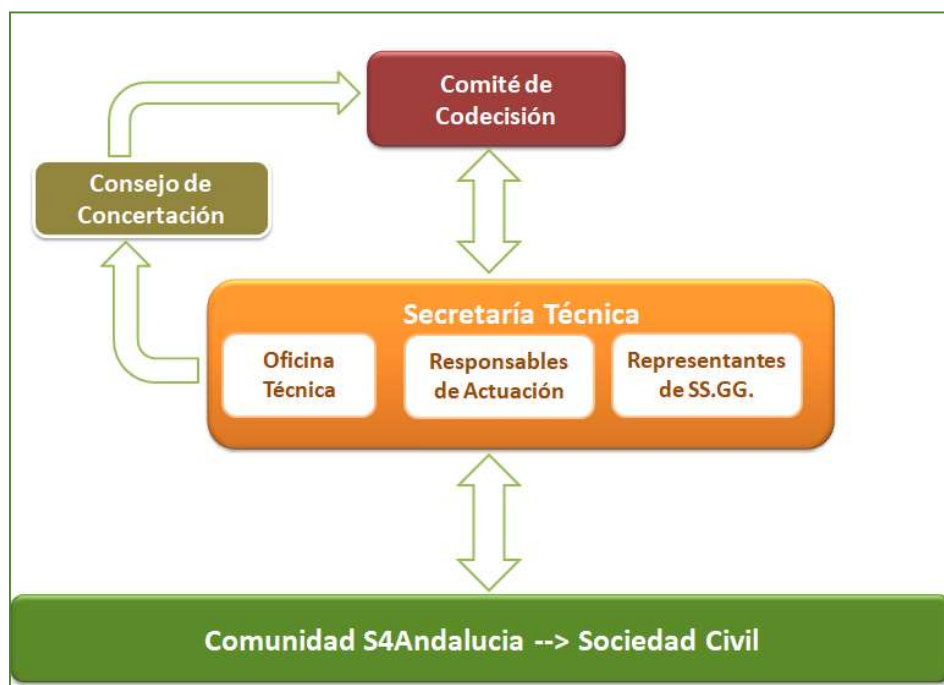 Comité de
Codecisión
Consejo de
Concertación
Secretaría Técnica
Oficina
Técnica
Responsables
de Actuación
Representantes
de SS.GG.
Comunidad S4Andalucia --> Sociedad Civil